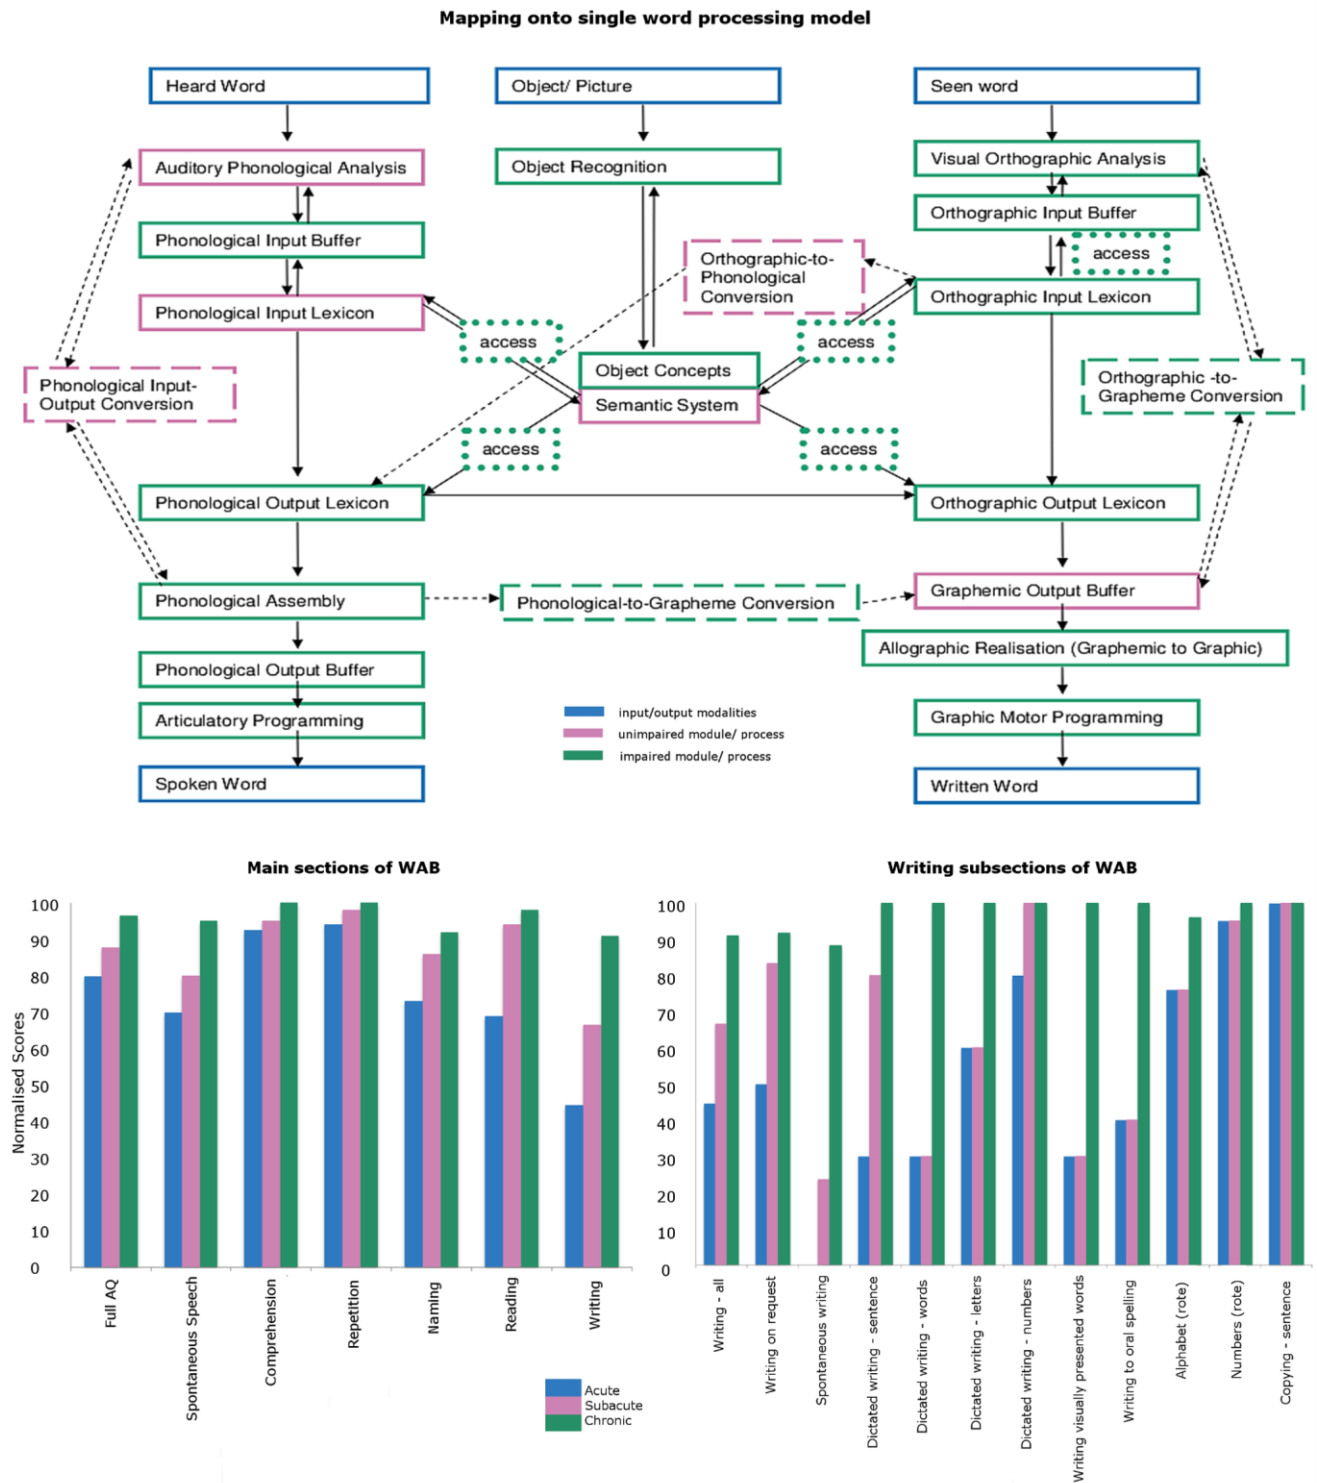 Mapping onto single word processing model
Heard Word
Object/ Picture
Seen word
Auditory Phonological Analysis
Object Recognition
Visual Orthographic Analysis
Phonological Input Buffer
Orthographic Input Buffer
access
Orthographic-to-
Phonological
Conversion
Phonological Input Lexicon
Orthographic Input Lexicon
access
access
Object Concepts
Semantic System
Phonological Input-
Output Conversion
Orthographic -to-
Grapheme Conversion
access
access
Phonological Output Lexicon
Orthographic Output Lexicon
Phonological Assembly
Phonological-to-Grapheme Conversion
Graphemic Output Buffer
Allographic Realisation (Graphemic to Graphic)
Phonological Output Buffer
Articulatory Programming
Graphic Motor Programming
Spoken Word
Written Word
input/output modalities
unimpaired module/ process
impaired module/ process
Main sections of WAB
Normalised Scores
100
90
80
70
60
50
40
30
20
10
0
Full AQ
Spontaneous Speech
Comprehension
Repetition
Naming
Reading
Writing
Writing subsections of WAB
100
90
80
70
60
50
40
30
20
10
0
Writing - all
Writing on request
Spontaneous writing
Dictated writing - sentence
Dictated writing - words
Dictated writing - letters
Dictated writing - numbers
Writing visually presented words
Writing to oral spelling
Alphabet (rote)
Numbers (rote)
Copying - sentence
Acute
Subacute
Chronic